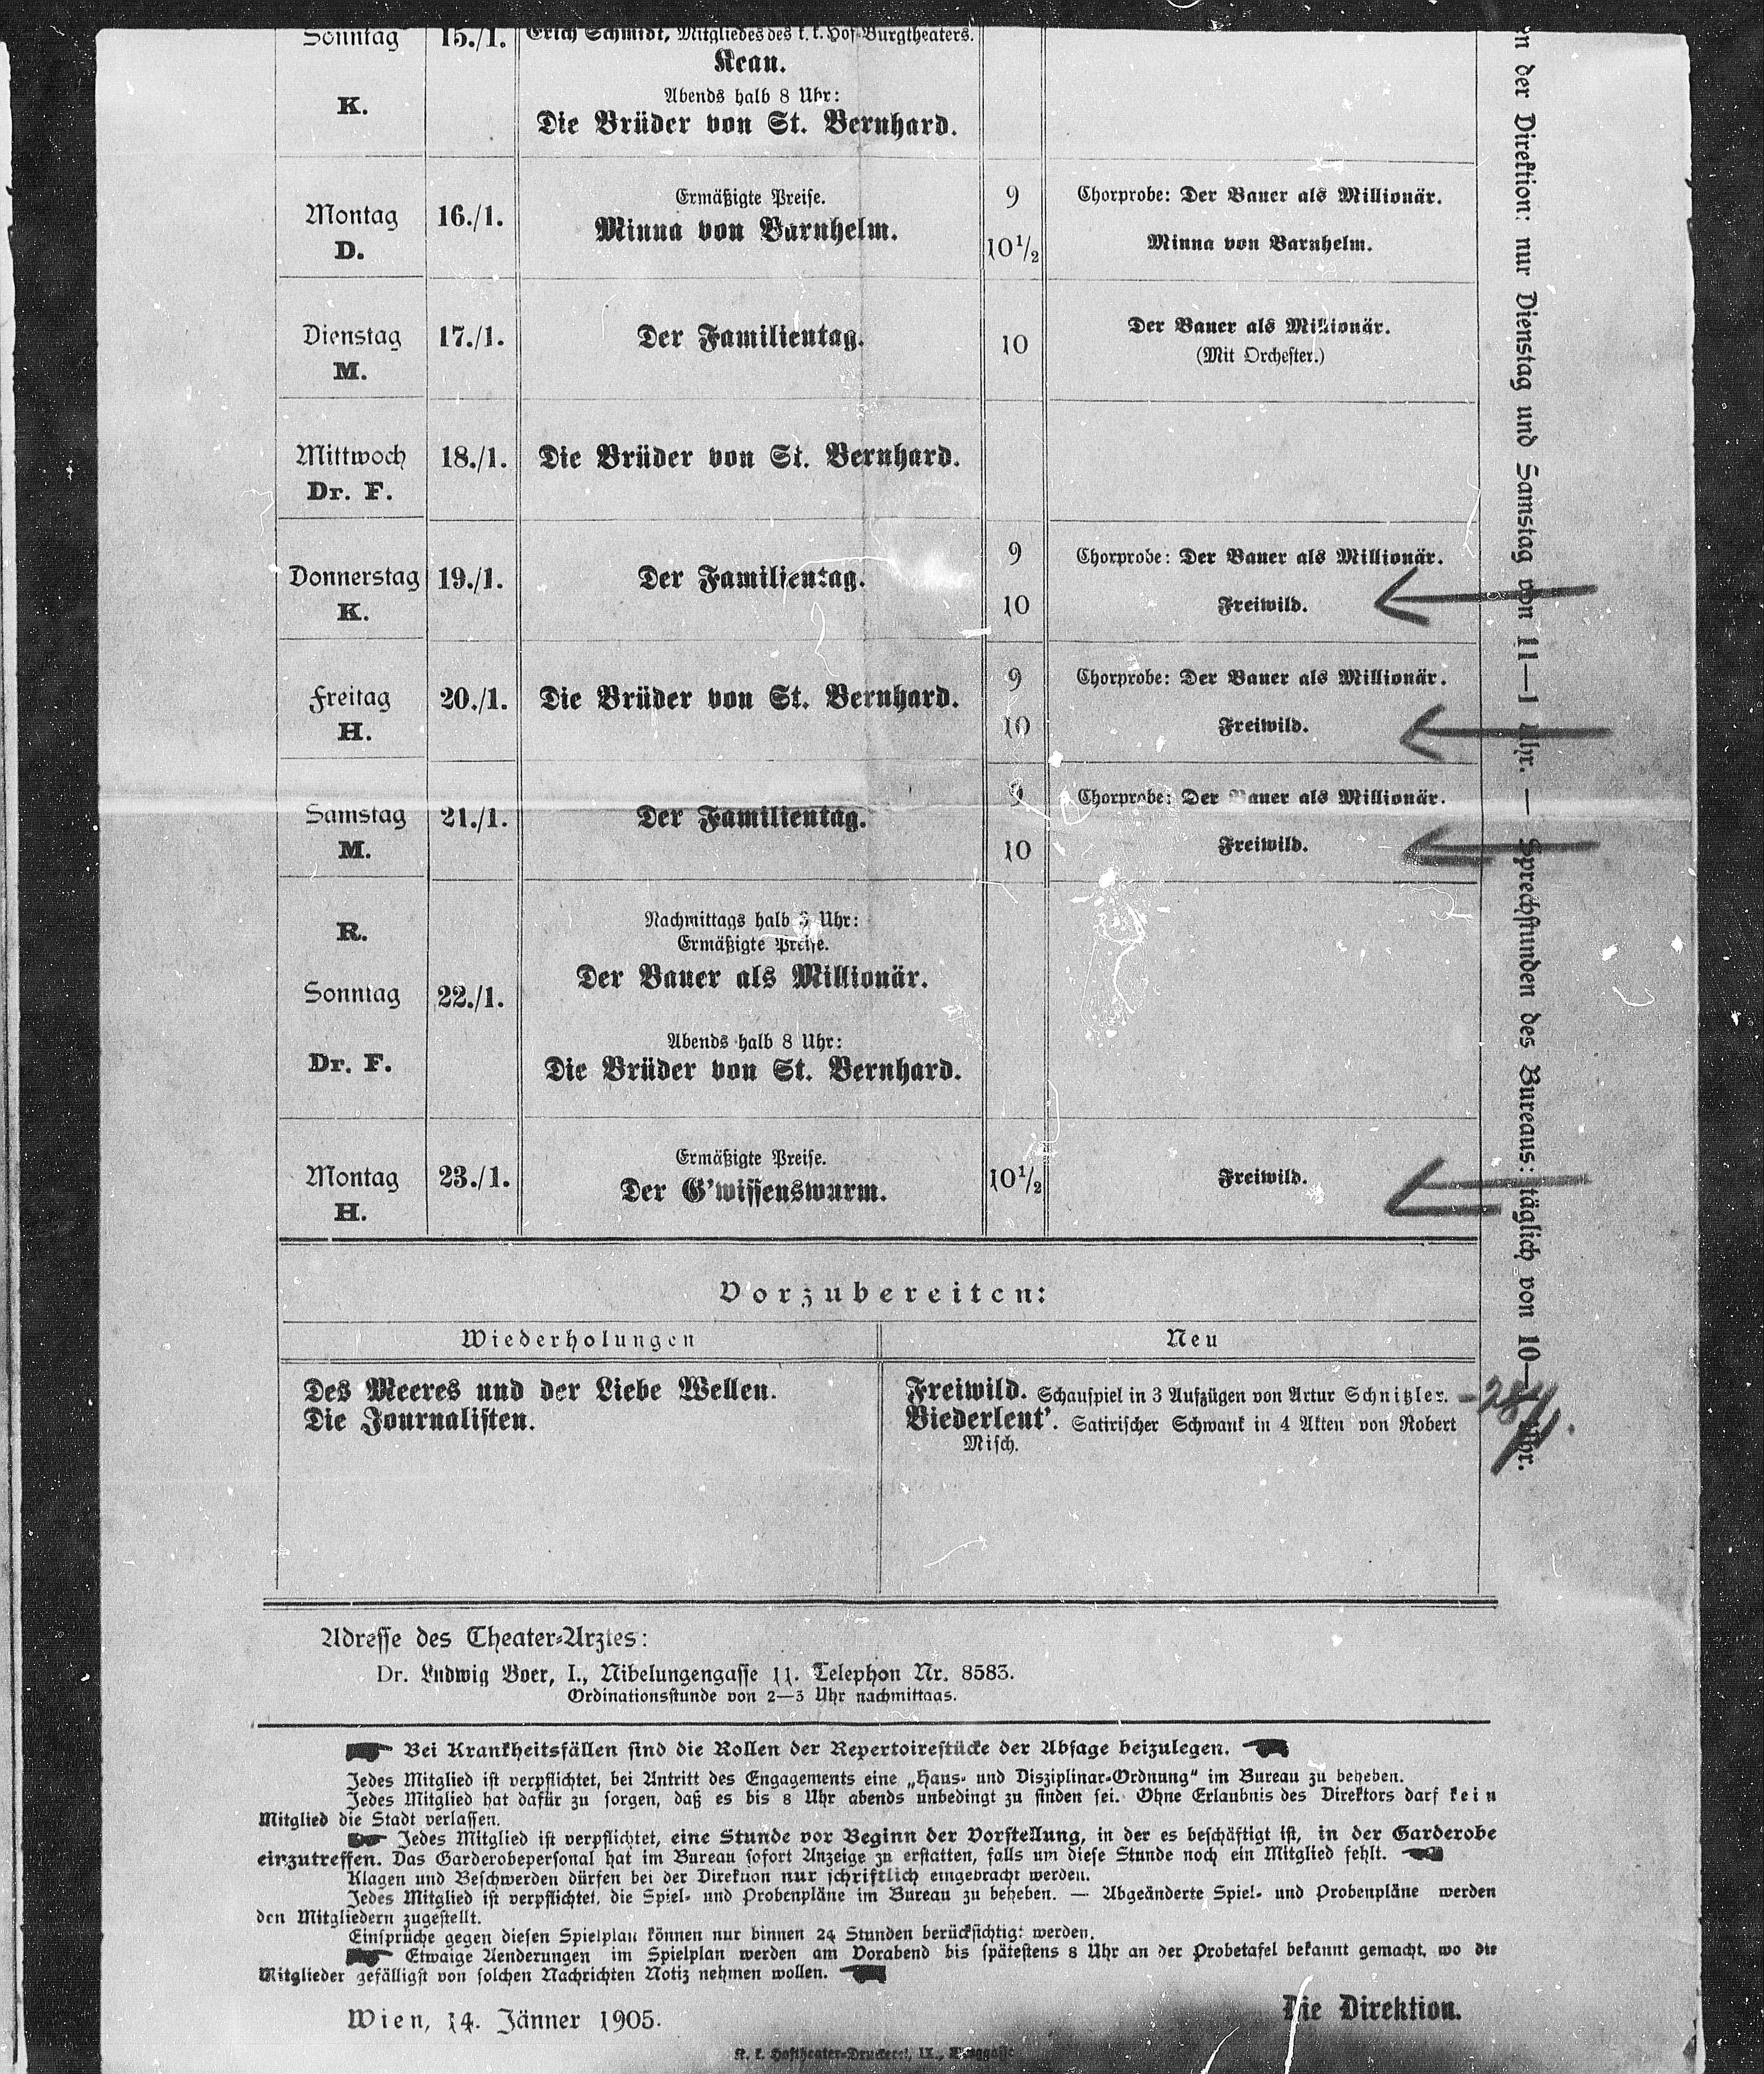 Sonntag 15./1. Erich Schmidt, Mitgliedes des k. k. Hof-Burgtheaters.
Kean.
K. Abends halb 8 Uhr:
Die Brüder von St. Bernhard.
Ermäßigte Preise. 9 Chorprobe: Der Bauer als Millionär.
Montag 16./1. Minna von Barnhelm.
D. 10½ Minna von Barnhelm.
Dienstag 17./1. Der Familientag. 10 Der Bauer als Millionär.
M. (Mit Orchester.)
Mittwoch 18./1. Die Brüder von St. Bernhard.
Dr. F.
9 Chorprobe: Der Bauer als Millionär.
Donnerstag 19./1. Der Familientag.
K. 10 Freiwild.
9 Chorprobe: Der Bauer als Millionär.
Freitag 20./1. Die Brüder von St. Bernhard.
H. 10 Freiwild.
9 Chorprobe: Der Bauer als Millionär.
Samstag 21./1. Der Familientag.
M. 10 Freiwild.
R. Nachmittags halb 3 Uhr:
Ermäßigte Preise.
Der Bauer als Millionär.
Sonntag 22./1.
Abends halb 8 Uhr:
Dr. F. Die Brüder von St. Bernhard.
Ermäßigte Preise.
Montag 23./1. Der G'wissenswurm. 10½ Freiwild.
H.
Vorzubereiten:
Wiederholungen Neu
Des Meeres und der Liebe Wellen.
Die Journalisten.
Freiwild. Schauspiel in 3 Aufzügen von Artur Schnitzler.
Biederleut'. Satirischer Schwank in 4 Akten von Robert
Misch.
Adresse des Theater-Arztes:
Dr. Ludwig Boer, I., Nibelungengasse 11. Telephon Nr. 8583.
Ordinationsstunde von 2—3 Uhr nachmittags.
Bei Krankheitsfällen sind die Rollen der Repertoirestücke der Absage beizulegen.
Jedes Mitglied ist verpflichtet, bei Antritt des Engagements eine „Haus- und Disziplinar-Ordnung“ im Bureau zu beheben.
Jedes Mitglied hat dafür zu sorgen, daß es bis 8 Uhr abends unbedingt zu finden sei. Ohne Erlaubnis des Direktors darf kein
Mitglied die Stadt verlassen.
Jedes Mitglied ist verpflichtet, eine Stunde vor Beginn der Vorstellung, in der es beschäftigt ist, in der Garderobe
einzutreffen. Das Garderobepersonal hat im Bureau sofort Anzeige zu erstatten, falls um diese Stunde noch ein Mitglied fehlt.
Klagen und Beschwerden dürfen bei der Direktion nur schriftlich eingebracht werden.
Jedes Mitglied ist verpflichtet, die Spiel- und Probenpläne im Bureau zu beheben. — Abgeänderte Spiel- und Probenpläne werden
den Mitgliedern zugestellt.
Einsprüche gegen diesen Spielplan können nur binnen 24 Stunden berücksichtigt werden.
Etwaige Aenderungen im Spielplan werden am Vorabend bis spätestens 8 Uhr an der Probetafel bekannt gemacht, wo die
Mitglieder gefälligst von solchen Nachrichten Notiz nehmen wollen.
Wien, 14. Jänner 1905. Die Direktion.
K. k. Hoftheater-Druckerei, IX.,
der Direktion: nur Dienstag und Samstag von 11—1 Uhr. — Sprechstunden des Bureaus: täglich von 10— Uhr.